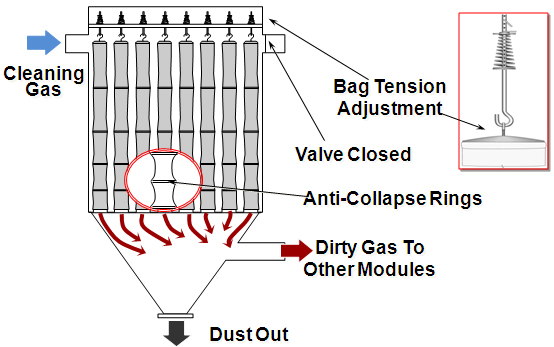 Cleaning
Gas
Bag Tension
Adjustment
Valve Closed
Anti-Collapse Rings
Dirty Gas To
Other Modules
Dust Out